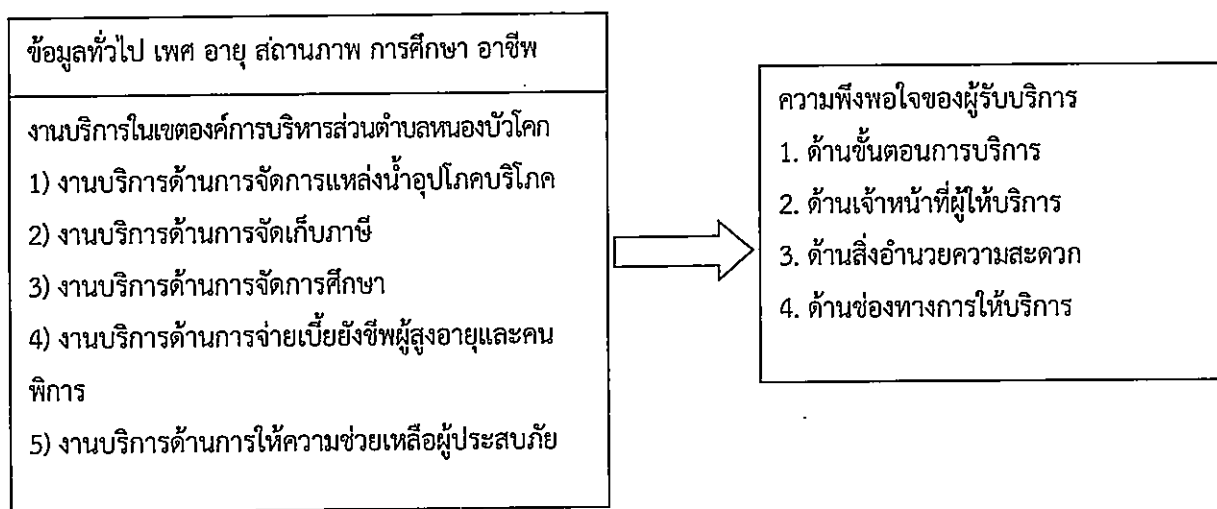 ข้อมูลทั่วไป เพศ อายุ สถานภาพ การศึกษา อาชีพ
งานบริการในเขตองค์การบริหารส่วนตำบลหนองบัวโคก
1) งานบริการด้านการจัดการแหล่งน้ำอุปโภคบริโภค
2) งานบริการด้านการจัดเก็บภาษี
3) งานบริการด้านการจัดการศึกษา
4) งานบริการด้านการจ่ายเบี้ยยังชีพผู้สูงอายุและคน
พิการ
5) งานบริการด้านการให้ความช่วยเหลือผู้ประสบภัย
ความพึงพอใจของผู้รับบริการ
1. ด้านขั้นตอนการบริการ
2. ด้านเจ้าหน้าที่ผู้ให้บริการ
3. ด้านสิ่งอำนวยความสะดวก
4. ด้านช่องทางการให้บริการ